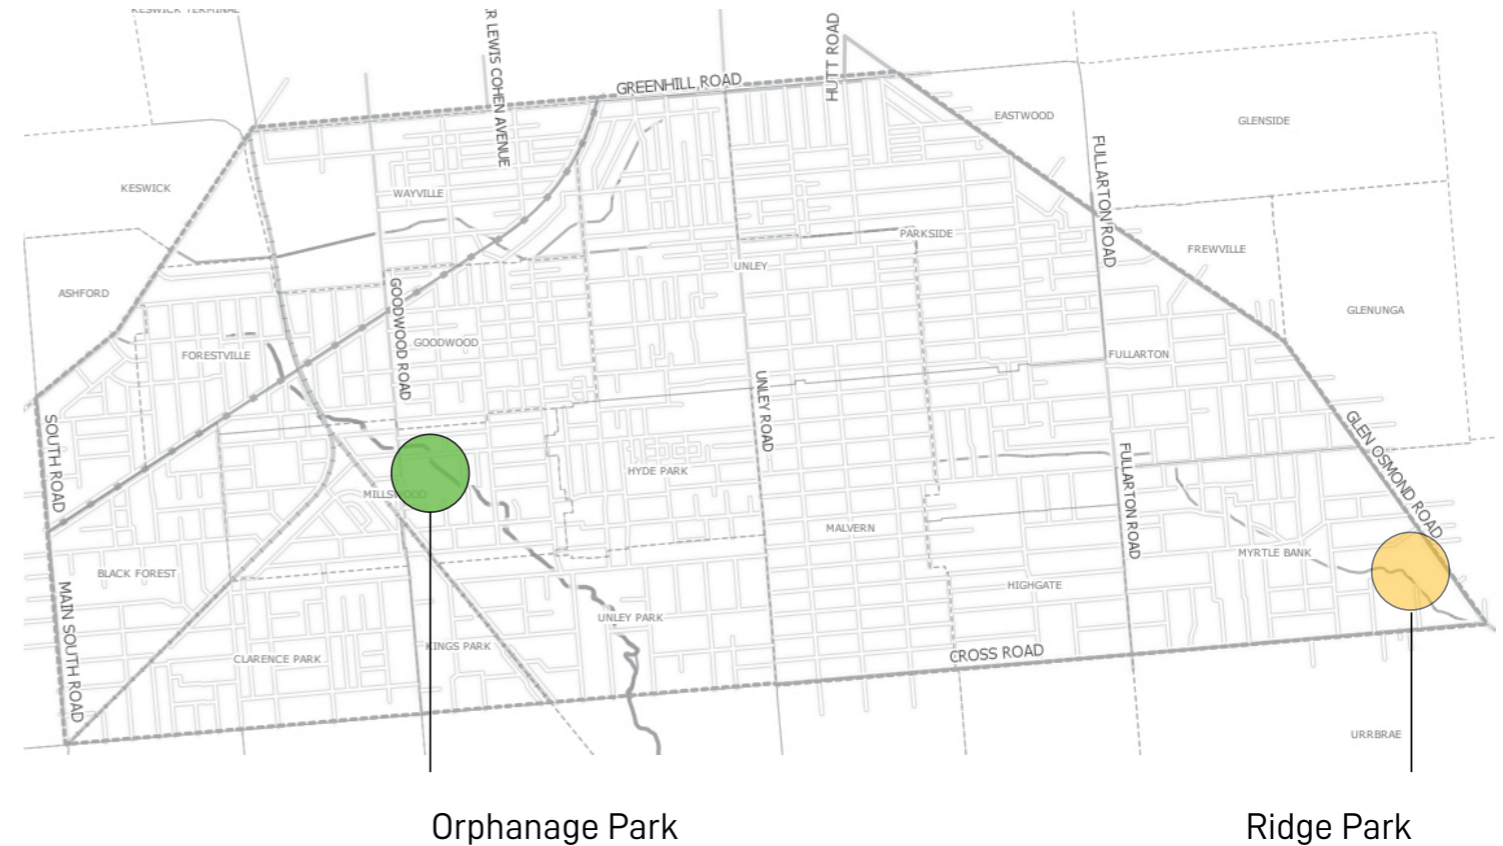 KESWICK TERMINAL
R LEWIS COHEN AVENUE
HUTT ROAD
GREENHILL ROAD
EASTWOOD
GLENSIDE
FULLARTON ROAD
KESWICK
WAYVILLE
PARKSIDE
FREWVILLE
UNLEY
ASHFORD
GLENUNGA
GOODWOOD ROAD
GOODWOOD
FORESTVILLE
FULLARTON
UNLEY ROAD
SOUTH ROAD
GLEN OSMOND ROAD
HYDE PARK
FULLARTON ROAD
MILLSWOOD
MALVERN
MYRTLE BANK
BLACK FOREST
HIGHGATE
MAIN SOUTH ROAD
UNLEY PARK
KINGS PARK
CROSS ROAD
CLARENCE PARK
URRBRAE
Orphanage Park
Ridge Park